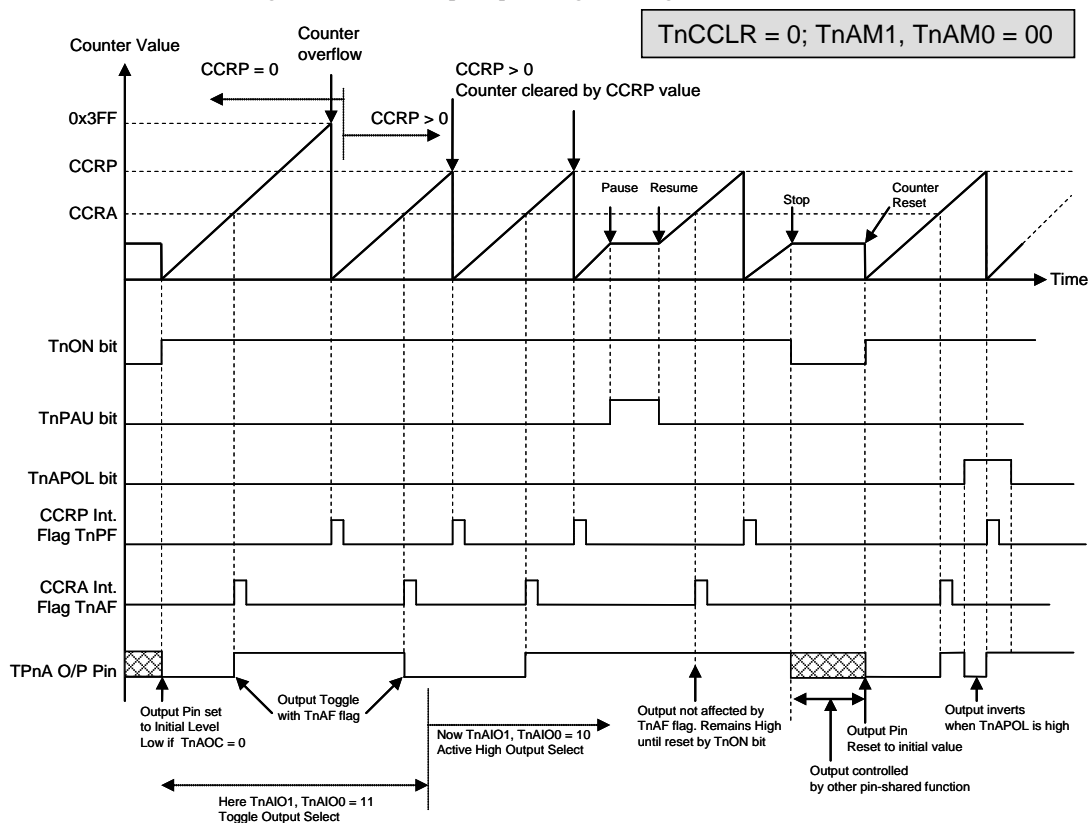 TnCCLR = 0; TnAM1, TnAM0 = 00
Counter Value
Counter
overflow
CCRP = 0
CCRP > 0
CCRP > 0
Counter cleared by CCRP value
0x3FF
CCRP
CCRA
Pause
Resume
Stop
Counter
Reset
Time
TnON bit
TnPAU bit
TnAPOL bit
CCRP Int.
Flag TnPF
CCRA Int.
Flag TnAF
TPnA O/P Pin
Output Pin set
to Initial Level
Low if TnAOC = 0
Output Toggle
with TnAF flag
Now TnAIO1, TnAIO0 = 10
Active High Output Select
Output not affected by
TnAF flag. Remains High
until reset by TnON bit
Output Pin
Reset to initial value
Output inverts
when TnAPOL is high
Output controlled
by other pin-shared function
Here TnAIO1, TnAIO0 = 11
Toggle Output Select